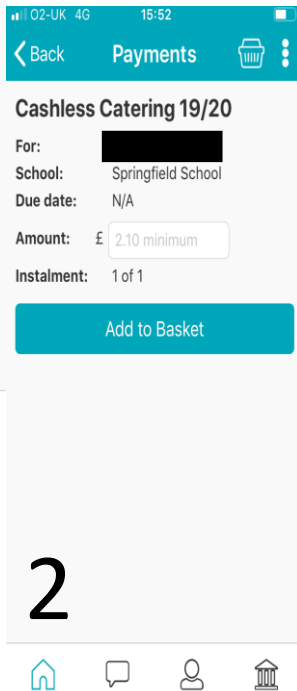 O2-UK 4G 15:52
Back Payments
Cashless Catering 19/20
For:
School: Springfield School
Due date: N/A
Amount: £ 2.10 minimum
Instalment: 1 of 1
Add to Basket
2